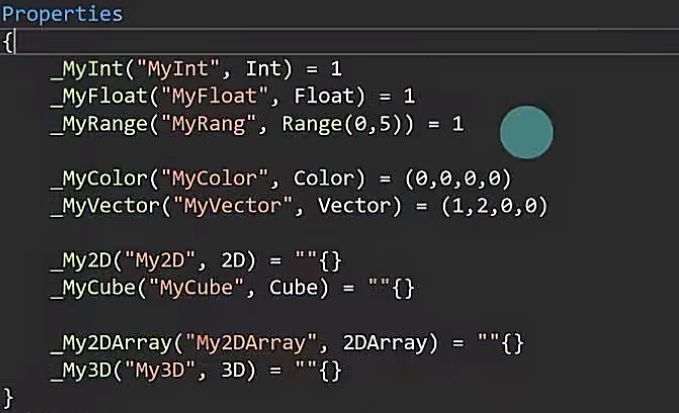 Properties
{
_MyInt("MyInt", Int) = 1
_MyFloat("MyFloat", Float) = 1
_MyRange("MyRang", Range(0,5)) = 1
_MyColor("MyColor", Color) = (0,0,0,0)
_MyVector("MyVector", Vector) = (1,2,0,0)
_My2D("My2D", 2D) = ""{}
_MyCube("MyCube", Cube) = ""{}
_My2DArray("My2DArray", 2DArray) = ""{}
_My3D("My3D", 3D) = ""{}
}